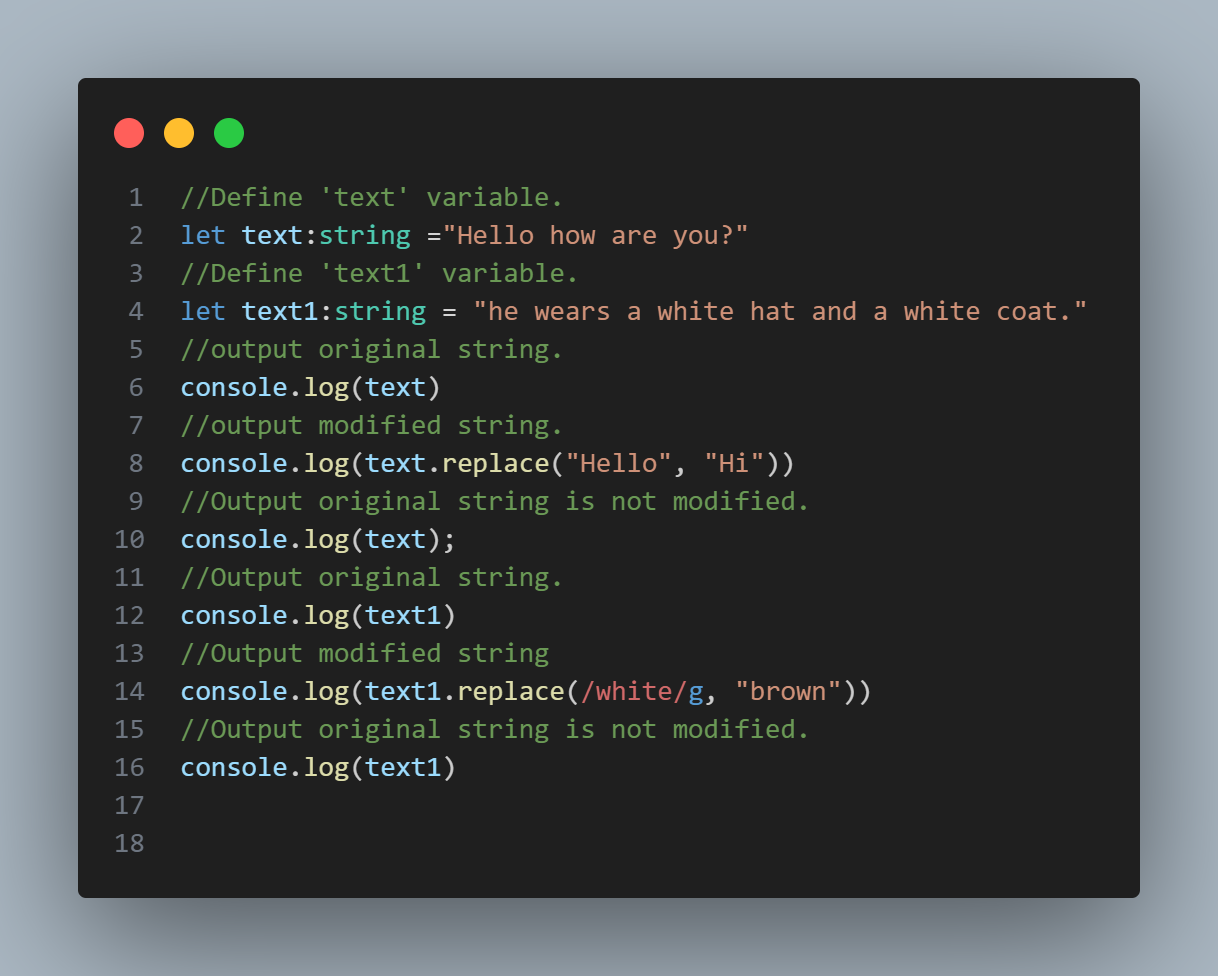 1 //Define 'text' variable.
2 let text:string ="Hello how are you?"
3 //Define 'text1' variable.
4 let text1:string = "he wears a white hat and a white coat."
5 //output original string.
6 console.log(text)
7 //output modified string.
8 console.log(text.replace("Hello", "Hi"))
9 //Output original string is not modified.
10 console.log(text);
11 //Output original string.
12 console.log(text1)
13 //Output modified string
14 console.log(text1.replace(/white/g, "brown"))
15 //Output original string is not modified.
16 console.log(text1)
17
18